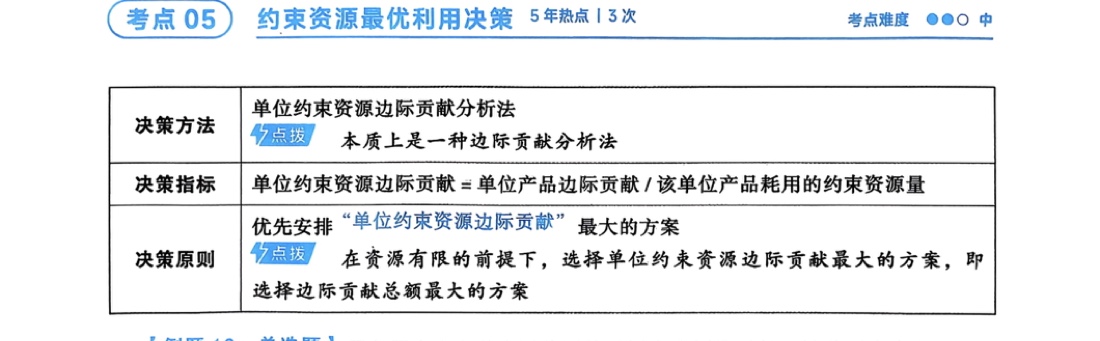 考点 05 约束资源最优利用决策 5年热点 | 3次 考点难度 中
决策方法
单位约束资源边际贡献分析法
点拨 本质上是一种边际贡献分析法
决策指标 单位约束资源边际贡献 = 单位产品边际贡献 / 该单位产品耗用的约束资源量
决策原则
优先安排“单位约束资源边际贡献”最大的方案
点拨 在资源有限的前提下，选择单位约束资源边际贡献最大的方案，即
选择边际贡献总额最大的方案